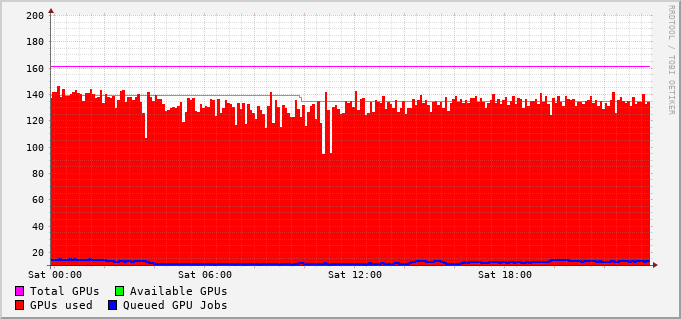 200
180
160
140
120
100
80
60
40
20
Sat 00:00 Sat 06:00 Sat 12:00 Sat 18:00
Total GPUs Available GPUs
GPUs used Queued GPU Jobs
RRDTOOL / TOBI OETIKER